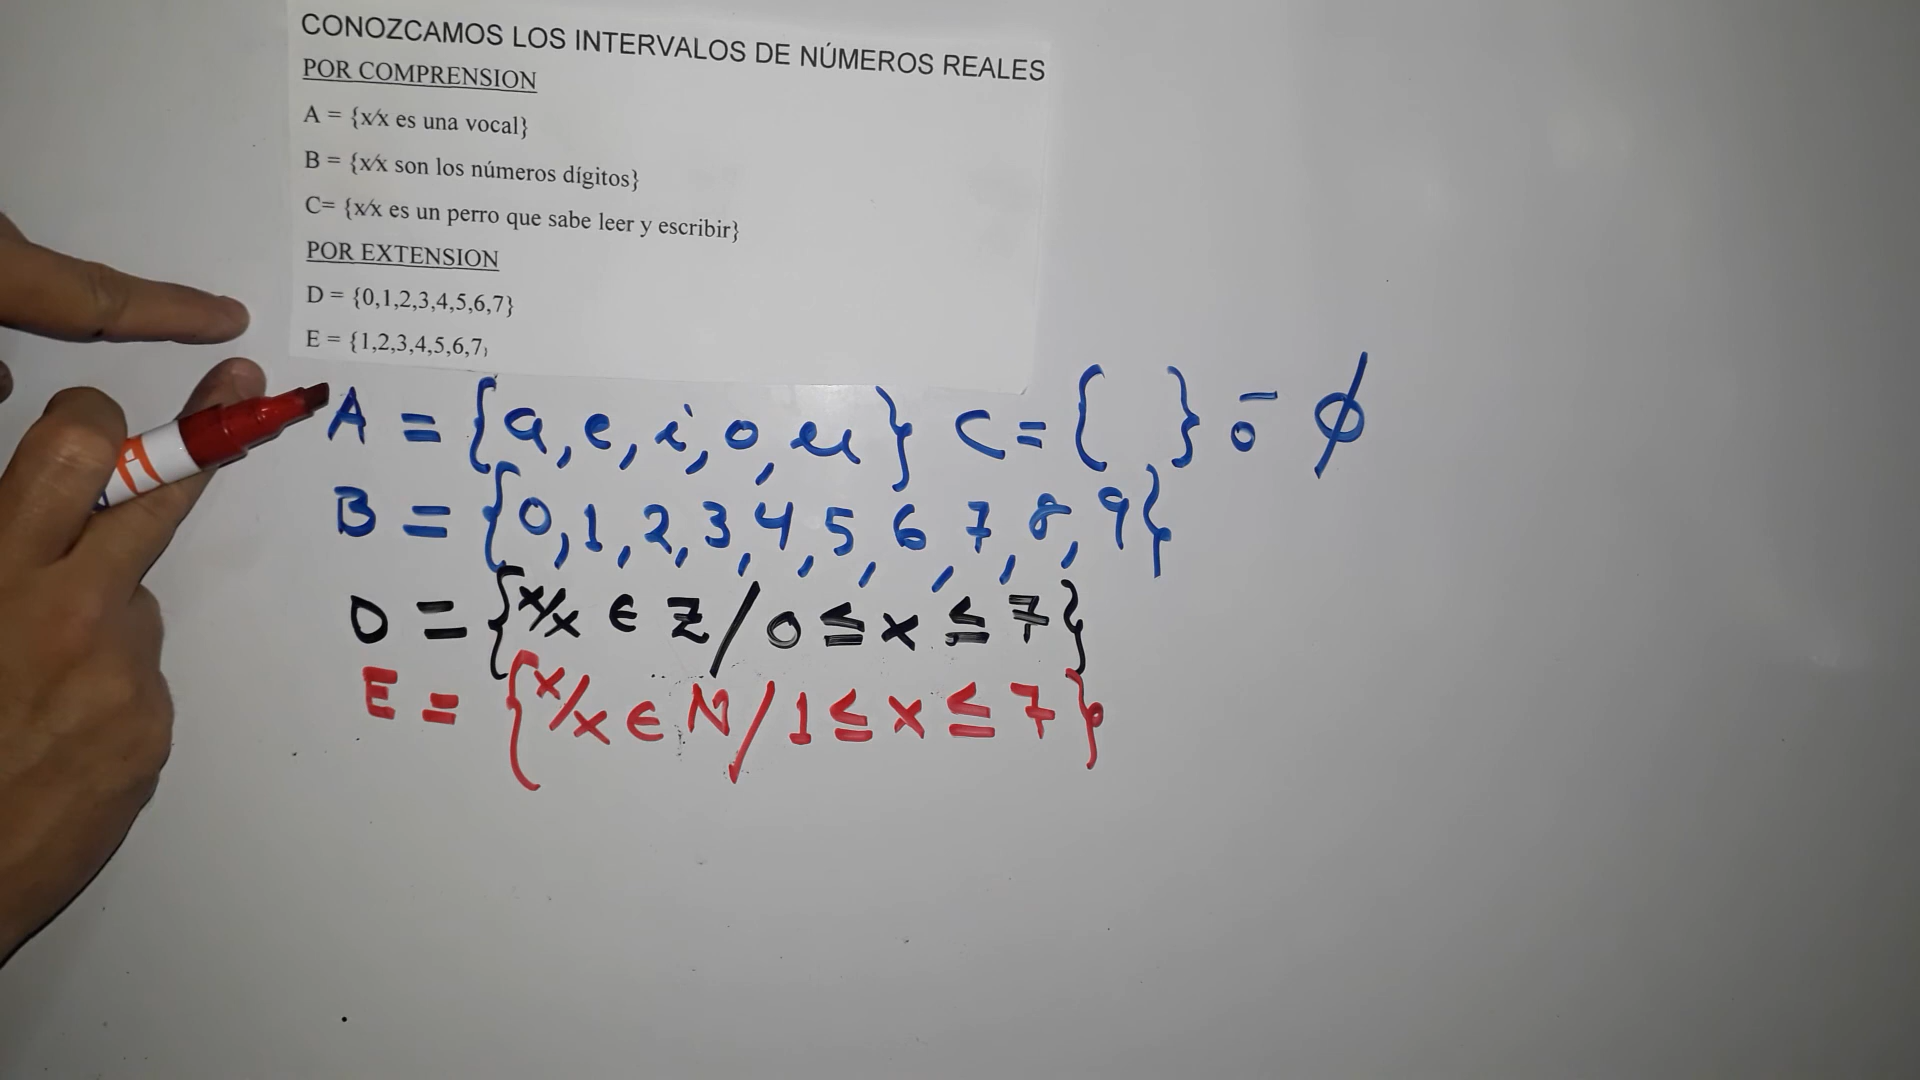 CONOZCAMOS LOS INTERVALOS DE NÚMEROS REALES
POR COMPRENSION
A = {x/x es una vocal}
B = {x/x son los números dígitos}
C= {x/x es un perro que sabe leer y escribir}
POR EXTENSION
D = {0,1,2,3,4,5,6,7}
E = {1,2,3,4,5,6,7}
A = {a, e, i, o, u} C = { } ó ϕ
B = {0, 1, 2, 3, 4, 5, 6, 7, 8, 9}
D = {x/x ∈ Z / 0 ≤ x ≤ 7}
E = {x/x ∈ N / 1 ≤ x ≤ 7}